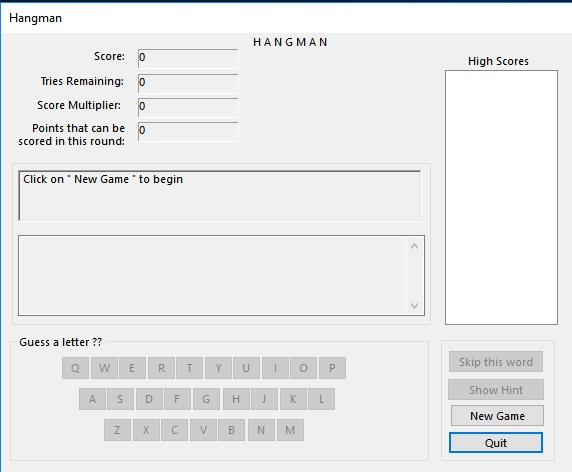 Hangman
H A N G M A N
Score: 0
High Scores
Tries Remaining: 0
Score Multiplier: 0
Points that can be
scored in this round: 0
Click on " New Game " to begin
Guess a letter ??
Q W E R T Y U I O P
A S D F G H J K L
Z X C V B N M
Skip this word
Show Hint
New Game
Quit